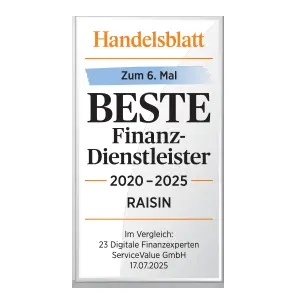 Handelsblatt
Zum 6. Mal
BESTE
Finanz-
Dienstleister
2020 – 2025
RAISIN
Im Vergleich:
23 Digitale Finanzexperten
ServiceValue GmbH
17.07.2025